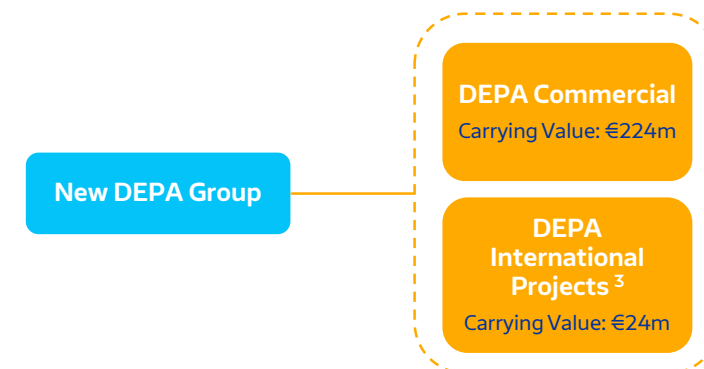 DEPA Commercial
Carrying Value: €224m
New DEPA Group
DEPA
International
Projects ³
Carrying Value: €24m